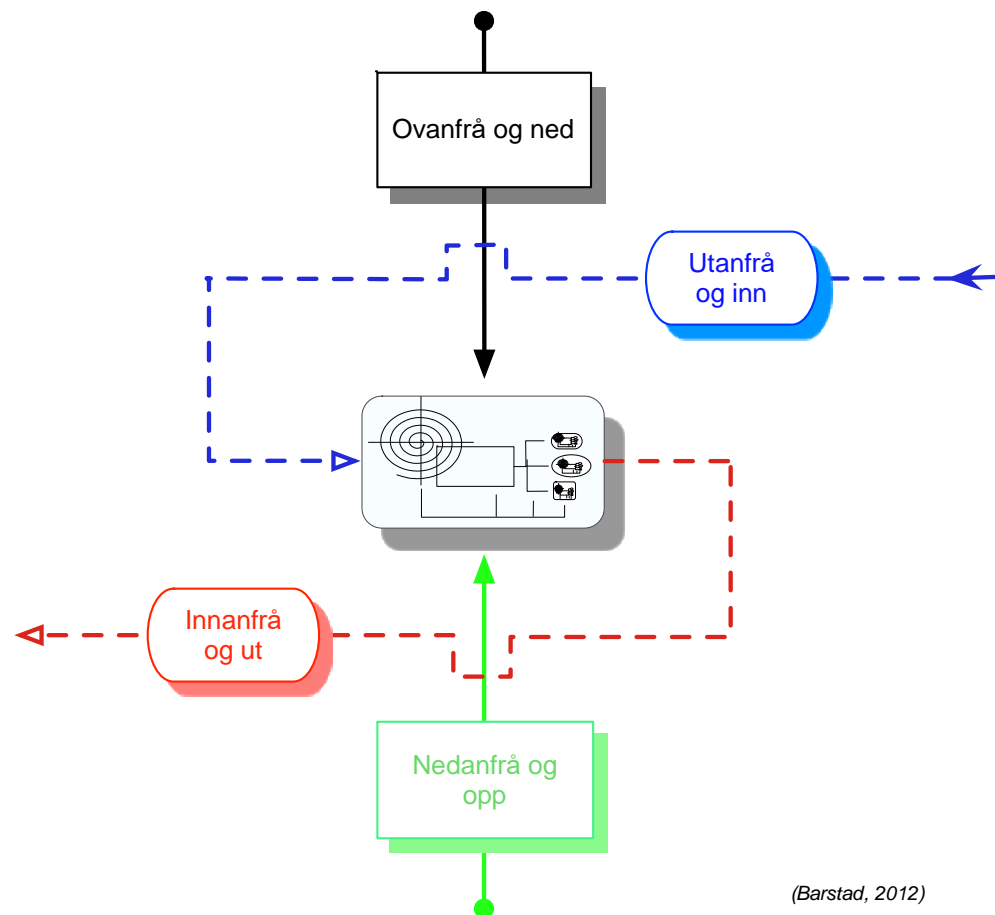 Ovanfrå og ned
Utanfrå
og inn
Innanfrå
og ut
Nedanfrå og
opp
(Barstad, 2012)